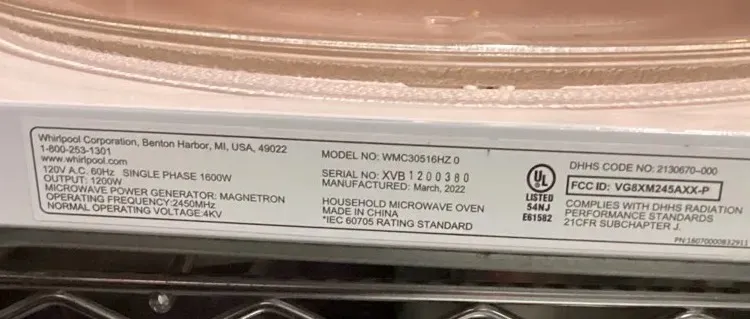 Whirlpool Corporation, Benton Harbor, MI, USA, 49022
1-800-253-1301
www.whirlpool.com
120V A.C. 60Hz SINGLE PHASE 1600W
OUTPUT: 1200W
MICROWAVE POWER GENERATOR: MAGNETRON
OPERATING FREQUENCY:2450MHz
NORMAL OPERATING VOLTAGE:4KV
MODEL NO: WMC30516HZ 0
SERIAL NO: XVB1200380
MANUFACTURED: March, 2022
HOUSEHOLD MICROWAVE OVEN
MADE IN CHINA
*IEC 60705 RATING STANDARD
UL
LISTED
54NJ
E61582
DHHS CODE NO: 2130670-000
FCC ID: VG8XM245AXX-P
COMPLIES WITH DHHS RADIATION
PERFORMANCE STANDARDS
21CFR SUBCHAPTER J.
PN:16070000832911